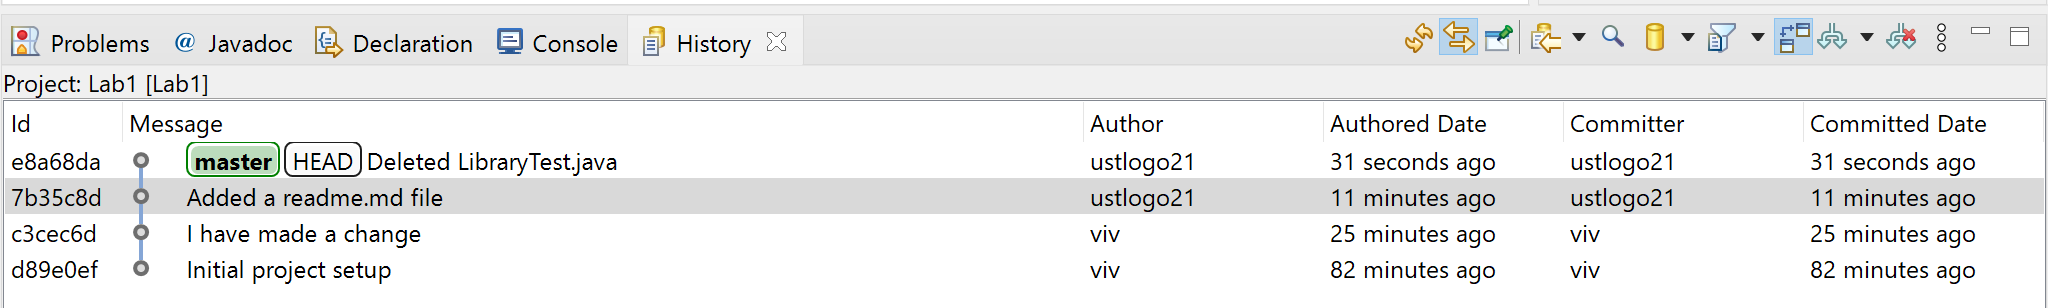 Problems @ Javadoc Declaration Console History
Project: Lab1 [Lab1]
Id Message Author Authored Date Committer Committed Date
e8a68da master HEAD Deleted LibraryTest.java ustlogo21 31 seconds ago ustlogo21 31 seconds ago
7b35c8d Added a readme.md file ustlogo21 11 minutes ago ustlogo21 11 minutes ago
c3cec6d I have made a change viv 25 minutes ago viv 25 minutes ago
d89e0ef Initial project setup viv 82 minutes ago viv 82 minutes ago